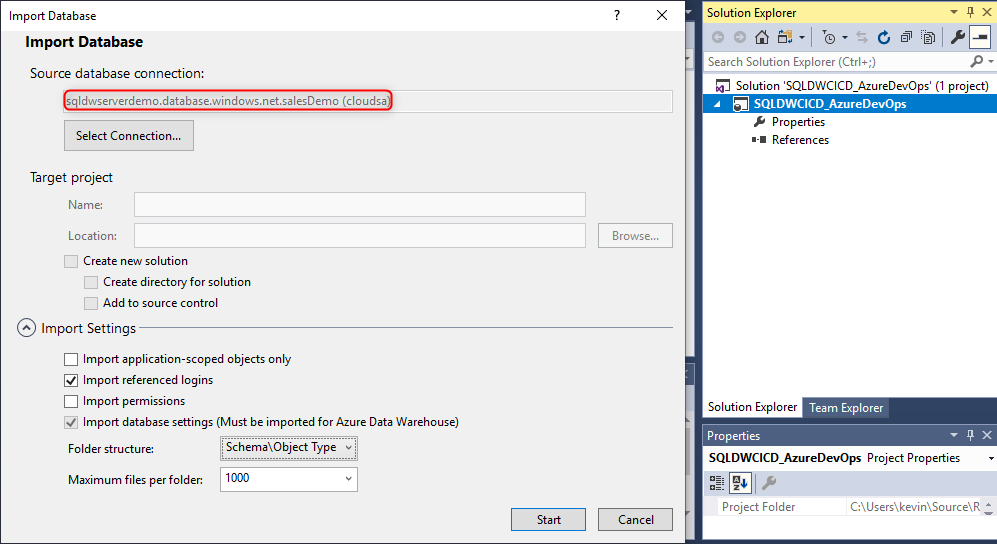 Import Database
?
Import Database
Source database connection:
sqldwserverdemo.database.windows.net.salesDemo (cloudsa)
Select Connection...
Target project
Name:
Location:
Browse...
Create new solution
Create directory for solution
Add to source control
Import Settings
Import application-scoped objects only
Import referenced logins
Import permissions
Import database settings (Must be imported for Azure Data Warehouse)
Folder structure:
Schema\Object Type
Maximum files per folder:
1000
Start
Cancel
Solution Explorer
Search Solution Explorer (Ctrl+;)
Solution 'SQLDWCICD_AzureDevOps' (1 project)
SQLDWCICD_AzureDevOps
Properties
References
Solution Explorer
Team Explorer
Properties
SQLDWCICD_AzureDevOps Project Properties
Project Folder
C:\Users\kevin\Source\R